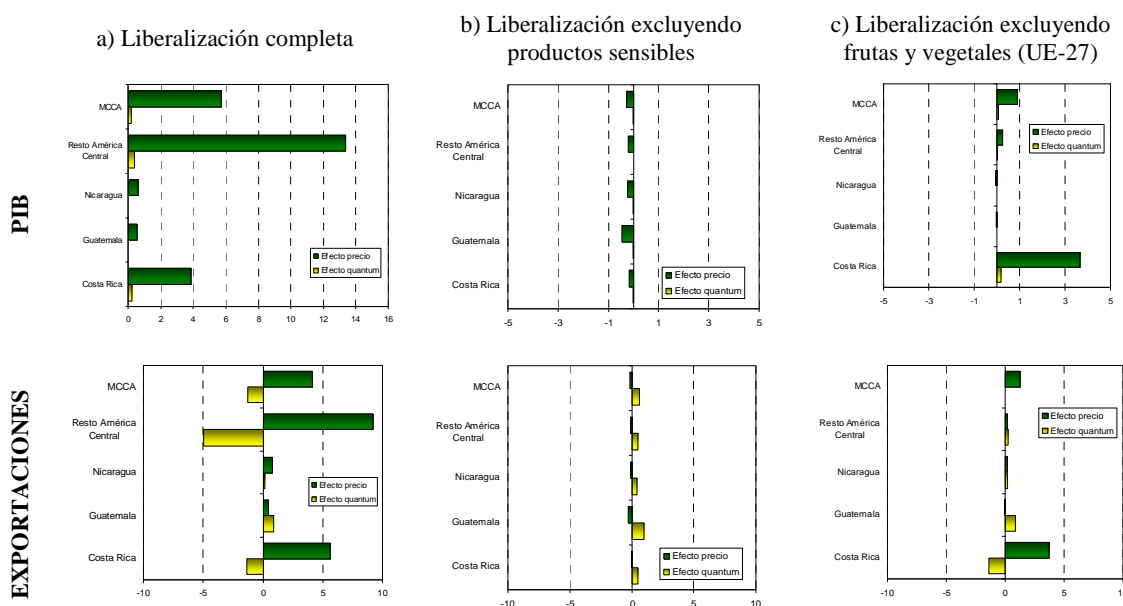 a) Liberalización completa
b) Liberalización excluyendo
productos sensibles
c) Liberalización excluyendo
frutas y vegetales (UE-27)
PIB
MCCA
Resto América
Central
Nicaragua
Guatemala
Costa Rica
Efecto precio
Efecto quantum
0 2 4 6 8 10 12 14 16
MCCA
Resto América
Central
Nicaragua
Guatemala
Costa Rica
Efecto precio
Efecto quantum
-5 -3 -1 1 3 5
MCCA
Resto América
Central
Nicaragua
Guatemala
Costa Rica
Efecto precio
Efecto quantum
-5 -3 -1 1 3 5
EXPORTACIONES
MCCA
Resto América
Central
Nicaragua
Guatemala
Costa Rica
Efecto precio
Efecto quantum
-10 -5 0 5 10
MCCA
Resto América
Central
Nicaragua
Guatemala
Costa Rica
Efecto precio
Efecto quantum
-10 -5 0 5 10
MCCA
Resto América
Central
Nicaragua
Guatemala
Costa Rica
Efecto precio
Efecto quantum
-10 -5 0 5 10